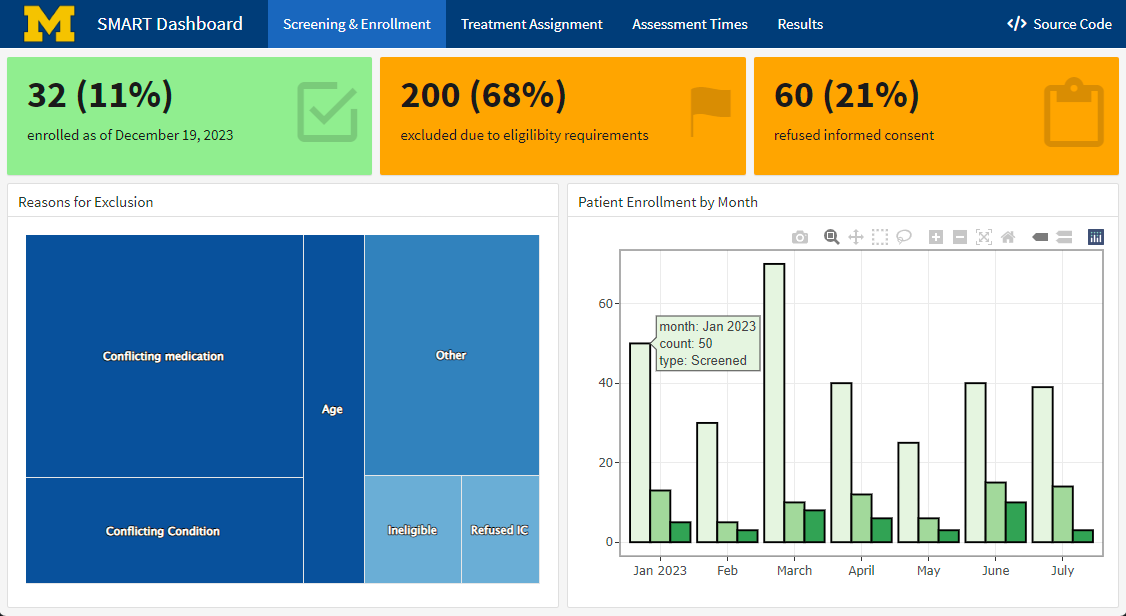 M
SMART Dashboard
Screening & Enrollment
Treatment Assignment
Assessment Times
Results
</> Source Code
32 (11%)
enrolled as of December 19, 2023
200 (68%)
excluded due to eligilibity requirements
60 (21%)
refused informed consent
Reasons for Exclusion
Conflicting medication
Conflicting Condition
Age
Other
Ineligible
Refused IC
Patient Enrollment by Month
60
40
20
0
month: Jan 2023
count: 50
type: Screened
Jan 2023
Feb
March
April
May
June
July